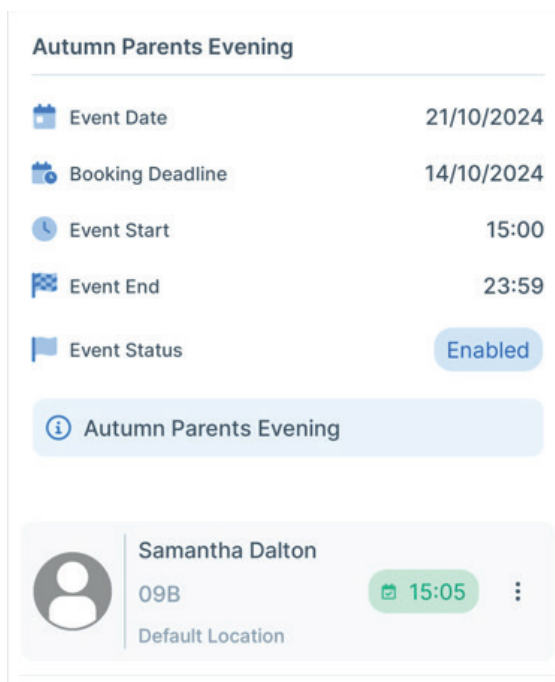 Autumn Parents Evening
Event Date 21/10/2024
Booking Deadline 14/10/2024
Event Start 15:00
Event End 23:59
Event Status Enabled
Autumn Parents Evening
Samantha Dalton
09B 15:05
Default Location